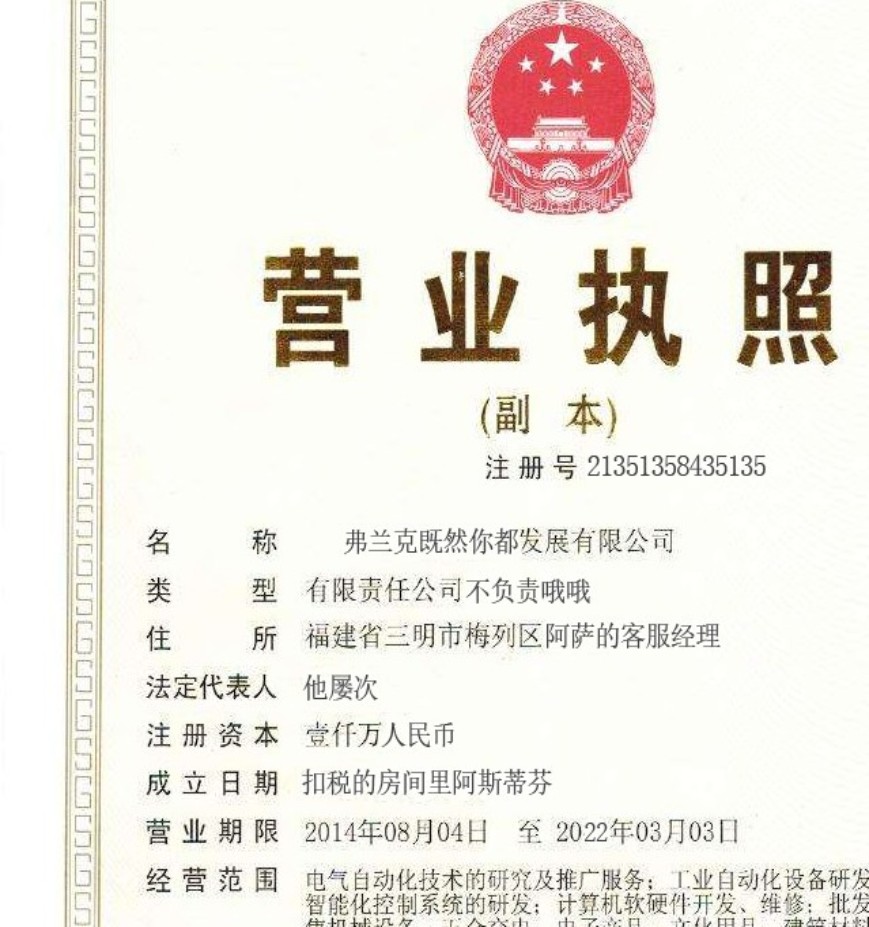 营业执照
(副 本)
注册号 21351358435135
名 称 弗兰克既然你都发展有限公司
类 型 有限责任公司不负责哦哦
住 所 福建省三明市梅列区阿萨的客服经理
法定代表人 他屡次
注册资本 壹仟万人民币
成立日期 扣税的房间里阿斯蒂芬
营业期限 2014年08月04日 至 2022年03月03日
经营范围 电气自动化技术的研究及推广服务；工业自动化设备研发
智能化控制系统的研发；计算机软硬件开发、维修；批发